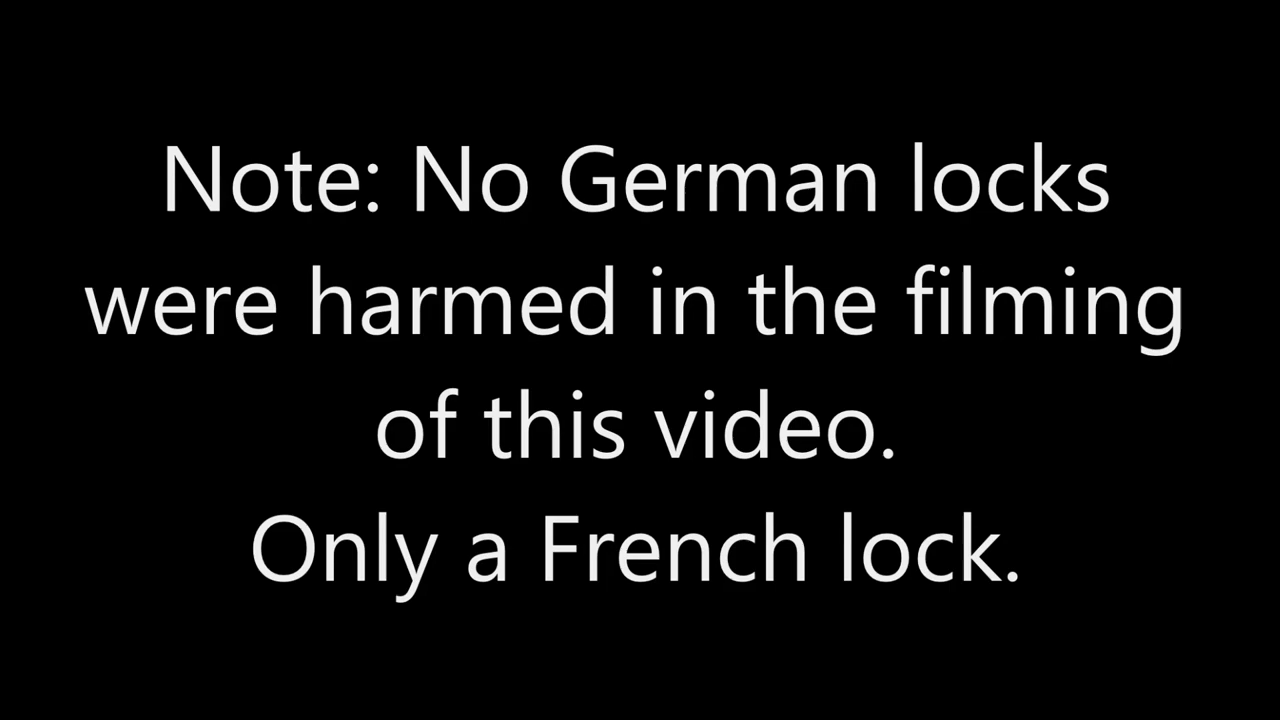 Note: No German locks
were harmed in the filming
of this video.
Only a French lock.